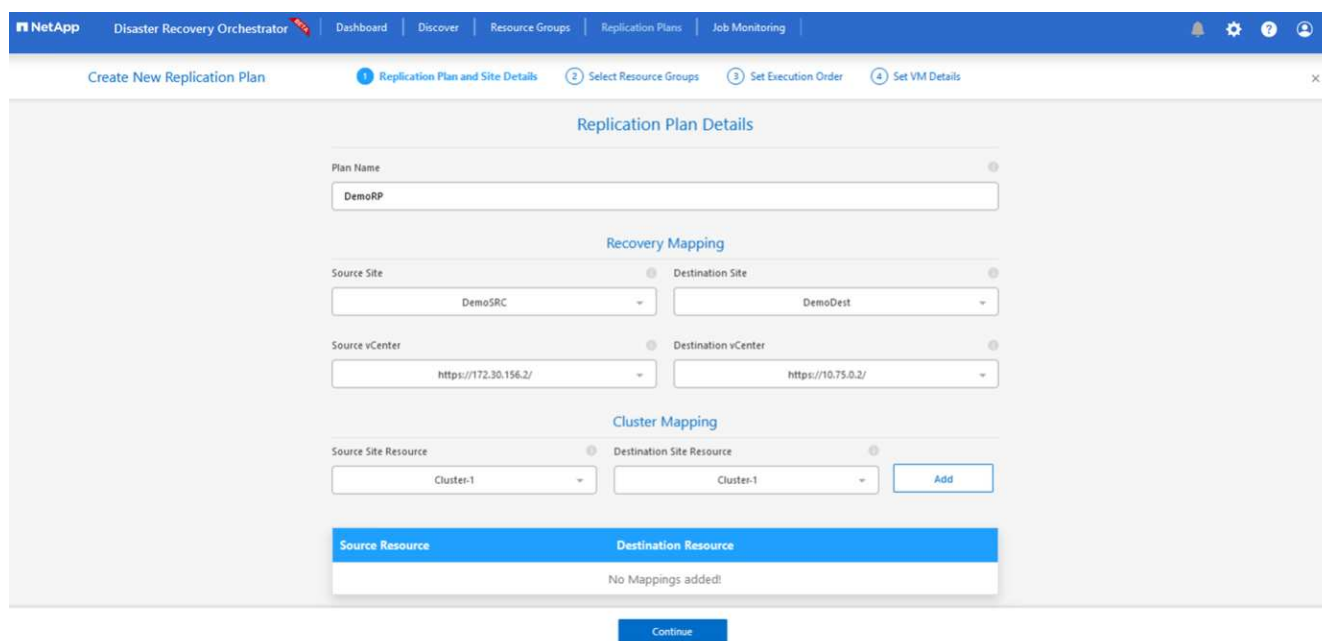 NetApp Disaster Recovery Orchestrator Dashboard Discover Resource Groups Replication Plans Job Monitoring
Create New Replication Plan 1 Replication Plan and Site Details 2 Select Resource Groups 3 Set Execution Order 4 Set VM Details
Replication Plan Details
Plan Name
DemoRP
Recovery Mapping
Source Site Destination Site
DemoSRC DemoDest
Source vCenter Destination vCenter
https://172.30.156.2/ https://10.75.0.2/
Cluster Mapping
Source Site Resource Destination Site Resource
Cluster-1 Cluster-1 Add
Source Resource Destination Resource
No Mappings added!
Continue